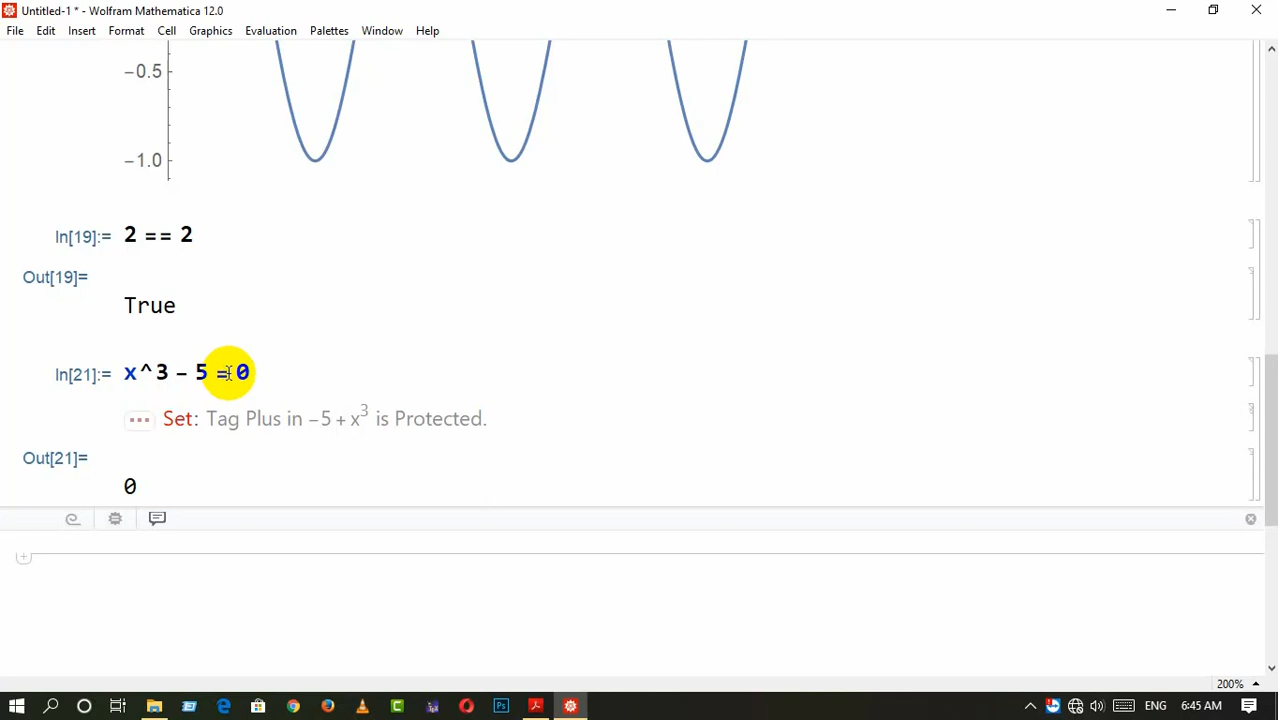 Untitled-1 * - Wolfram Mathematica 12.0
File Edit Insert Format Cell Graphics Evaluation Palettes Window Help
-0.5
-1.0
In[19]:= 2 == 2
Out[19]=
True
In[21]:= x^3 - 5 = 0
Set: Tag Plus in -5 + x³ is Protected.
Out[21]=
0
200%
ENG 6:45 AM